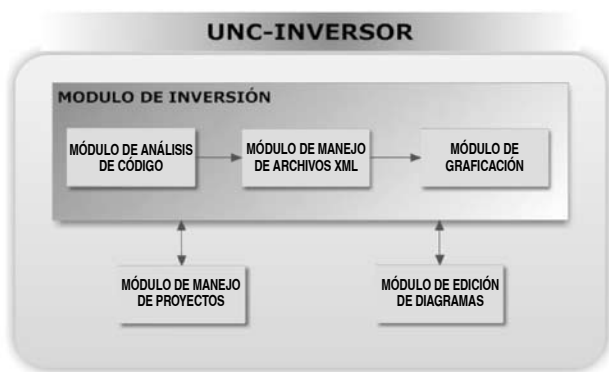 UNC-INVERSOR
MODULO DE INVERSIÓN
MÓDULO DE ANÁLISIS
DE CÓDIGO
MÓDULO DE MANEJO
DE ARCHIVOS XML
MÓDULO DE
GRAFICACIÓN
MÓDULO DE MANEJO
DE PROYECTOS
MÓDULO DE EDICIÓN
DE DIAGRAMAS